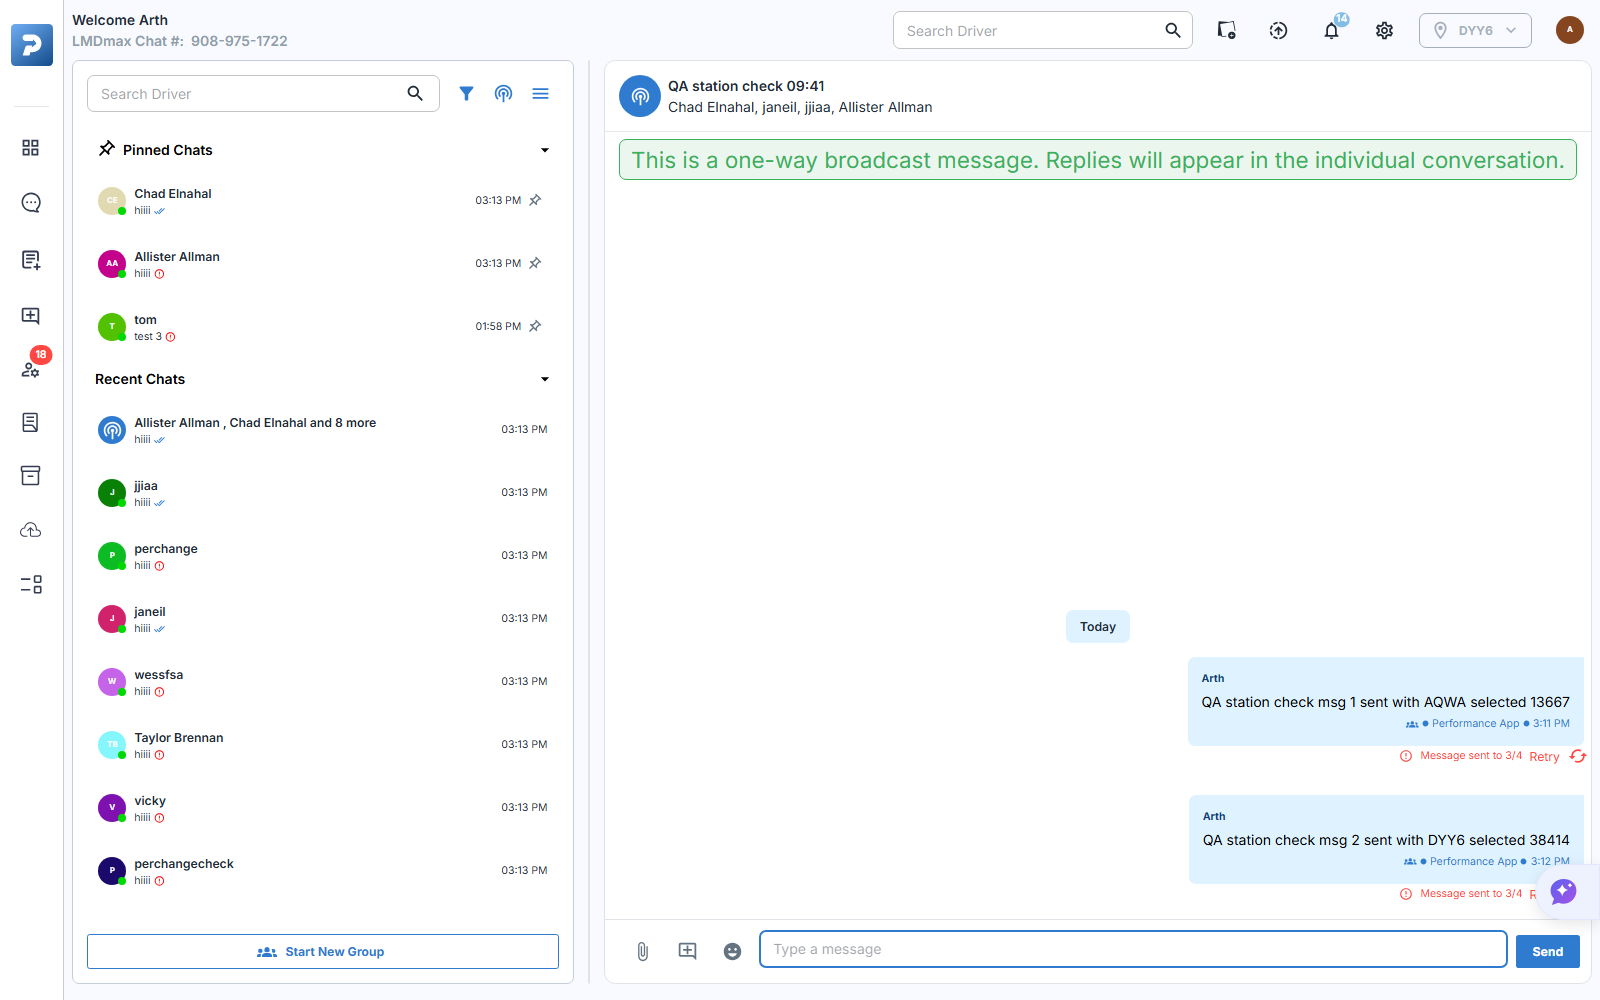 Welcome Arth
LMDmax Chat #: 908-975-1722
Search Driver
14
DYY6
A
Search Driver
Pinned Chats
CE
Chad Elnahal
hiiii
03:13 PM
AA
Allister Allman
hiiii
03:13 PM
T
tom
test 3
01:58 PM
Recent Chats
Allister Allman , Chad Elnahal and 8 more
hiiii
03:13 PM
J
jjiaa
hiiii
03:13 PM
P
perchange
hiiii
03:13 PM
J
janeil
hiiii
03:13 PM
W
wessfsa
hiiii
03:13 PM
TB
Taylor Brennan
hiiii
03:13 PM
V
vicky
hiiii
03:13 PM
P
perchangecheck
hiiii
03:13 PM
Start New Group
18
QA station check 09:41
Chad Elnahal, janeil, jjiaa, Allister Allman
This is a one-way broadcast message. Replies will appear in the individual conversation.
Today
Arth
QA station check msg 1 sent with AQWA selected 13667
Performance App 3:11 PM
Message sent to 3/4 Retry
Arth
QA station check msg 2 sent with DYY6 selected 38414
Performance App 3:12 PM
Message sent to 3/4
Type a message
Send